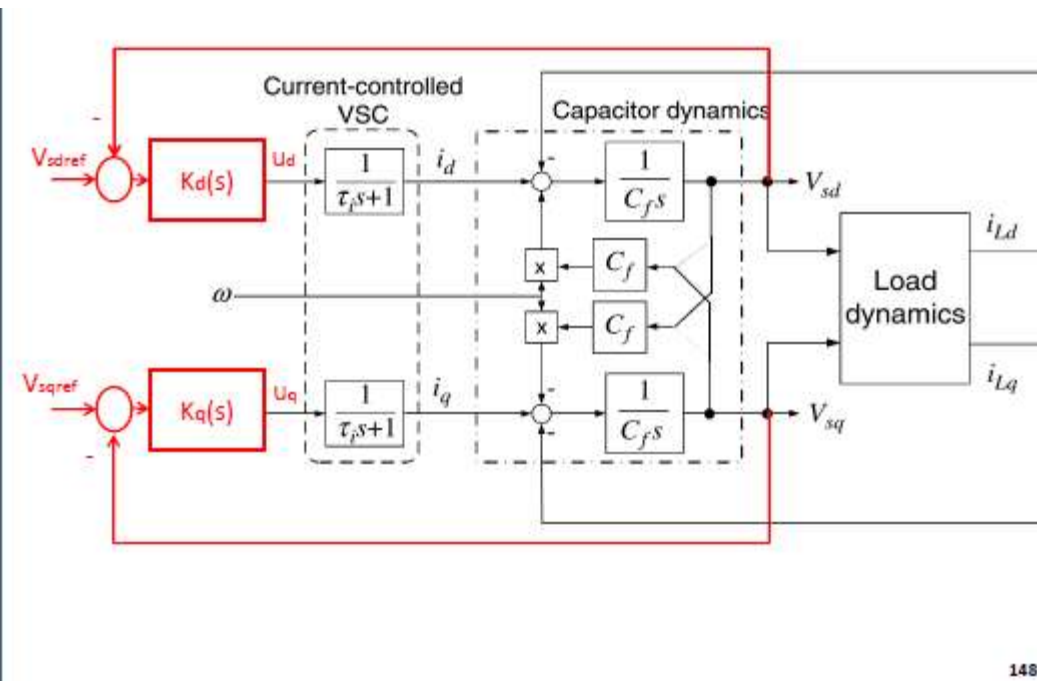 Current-controlled
VSC
Capacitor dynamics
-
Vsdref
Kd(s)
ud
1
τᵢs+1
i_d
-
1
C_f s
V_sd
x
C_f
ω
x
C_f
Load
dynamics
i_Ld
i_Lq
Vsqref
Kq(s)
uq
1
τᵢs+1
i_q
-
-
1
C_f s
V_sq
-
148